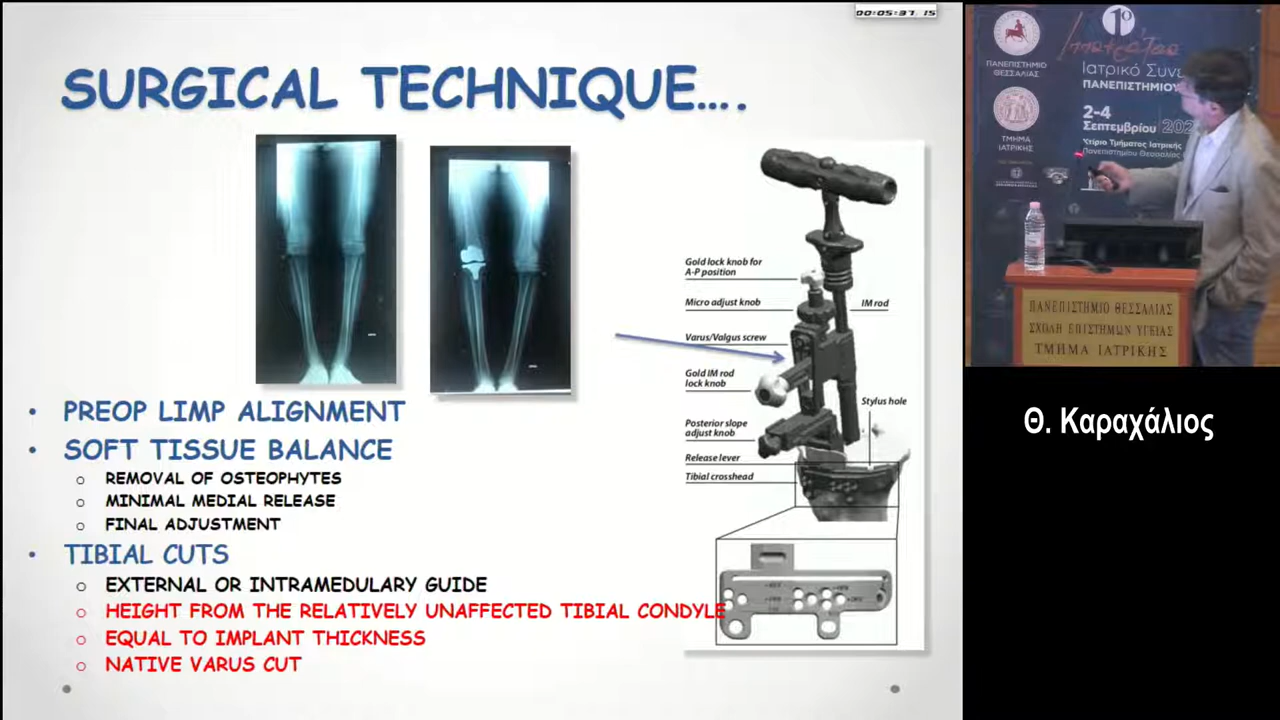 00:05:37.15
SURGICAL TECHNIQUE....
Gold lock knob for
A-P position
Micro adjust knob
IM rod
Varus/Valgus screw
Gold IM rod
lock knob
Stylus hole
Posterior slope
adjust knob
Release lever
Tibial crosshead
• PREOP LIMP ALIGNMENT
• SOFT TISSUE BALANCE
o REMOVAL OF OSTEOPHYTES
o MINIMAL MEDIAL RELEASE
o FINAL ADJUSTMENT
• TIBIAL CUTS
o EXTERNAL OR INTRAMEDULARY GUIDE
o HEIGHT FROM THE RELATIVELY UNAFFECTED TIBIAL CONDYLE
o EQUAL TO IMPLANT THICKNESS
o NATIVE VARUS CUT
ΠΑΝΕΠΙΣΤΗΜΙΟ
ΘΕΣΣΑΛΙΑΣ
ΤΜΗΜΑ
ΙΑΤΡΙΚΗΣ
1ο
Ιατρικό Συνε
ΠΑΝΕΠΙΣΤΗΜΙΟΥ
2-4
Σεπτεμβρίου 202
Κτίριο Τμήματος Ιατρικής
Πανεπιστημίου Θεσσαλίας
ΠΑΝΕΠΙΣΤΗΜΙΟ ΘΕΣΣΑΛΙΑΣ
ΣΧΟΛΗ ΕΠΙΣΤΗΜΩΝ ΥΓΕΙΑΣ
ΤΜΗΜΑ ΙΑΤΡΙΚΗΣ
Θ. Καραχάλιος